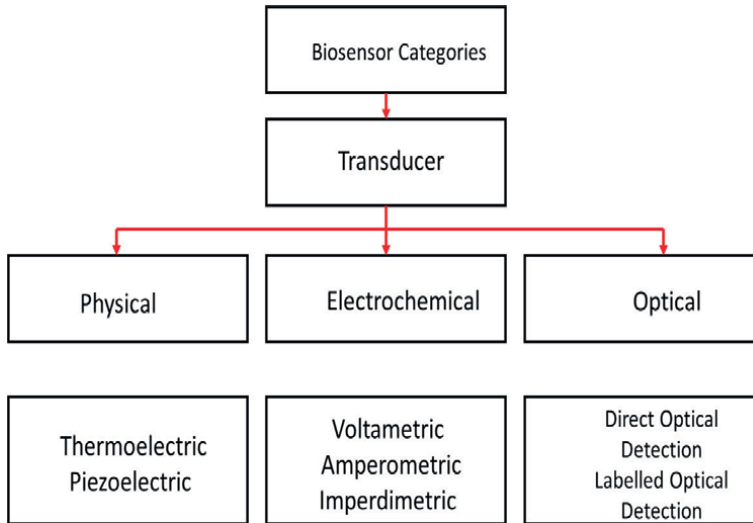 Biosensor Categories
Transducer
Physical
Electrochemical
Optical
Thermoelectric
Piezoelectric
Voltametric
Amperometric
Imperdimetric
Direct Optical
Detection
Labelled Optical
Detection